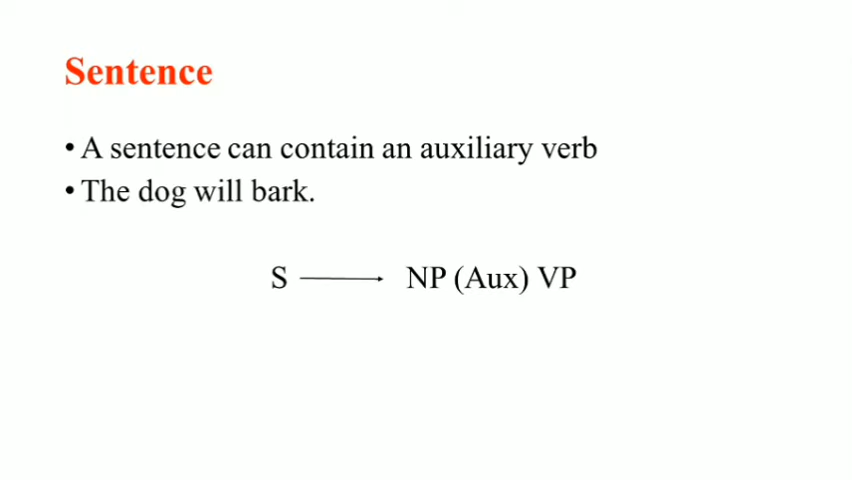 Sentence
• A sentence can contain an auxiliary verb
• The dog will bark.
S ⟶ NP (Aux) VP